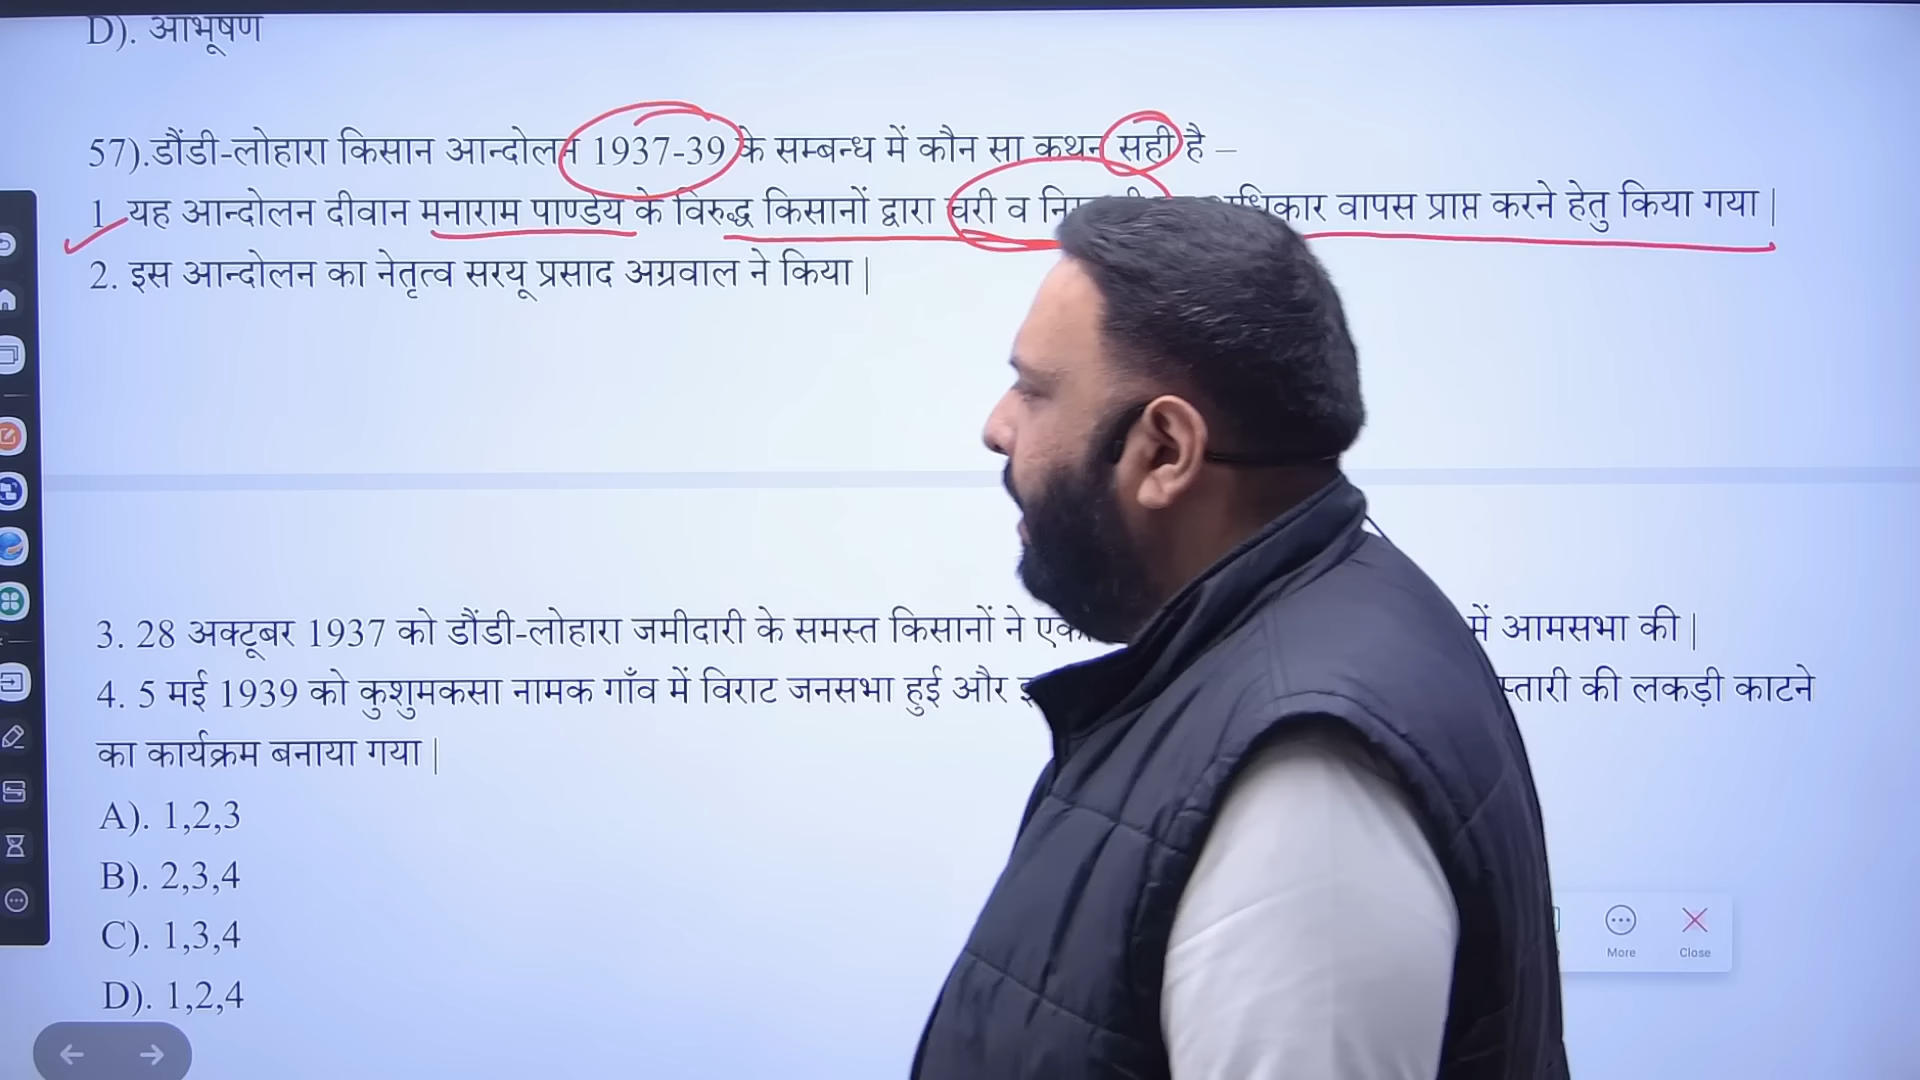 D). आभूषण
57).डौंडी-लोहारा किसान आन्दोलन 1937-39 के सम्बन्ध में कौन सा कथन सही है –
1 यह आन्दोलन दीवान मनाराम पाण्डेय के विरुद्ध किसानों द्वारा चरी व वापस प्राप्त करने हेतु किया गया |
2. इस आन्दोलन का नेतृत्व सरयू प्रसाद अग्रवाल ने किया |
3. 28 अक्टूबर 1937 को डौंडी-लोहारा जमीदारी के समस्त किसानों ने में आमसभा की |
4. 5 मई 1939 को कुशुमकसा नामक गाँव में विराट जनसभा हुई और की लकड़ी काटने
का कार्यक्रम बनाया गया |
A). 1,2,3
B). 2,3,4
C). 1,3,4
D). 1,2,4
More Close